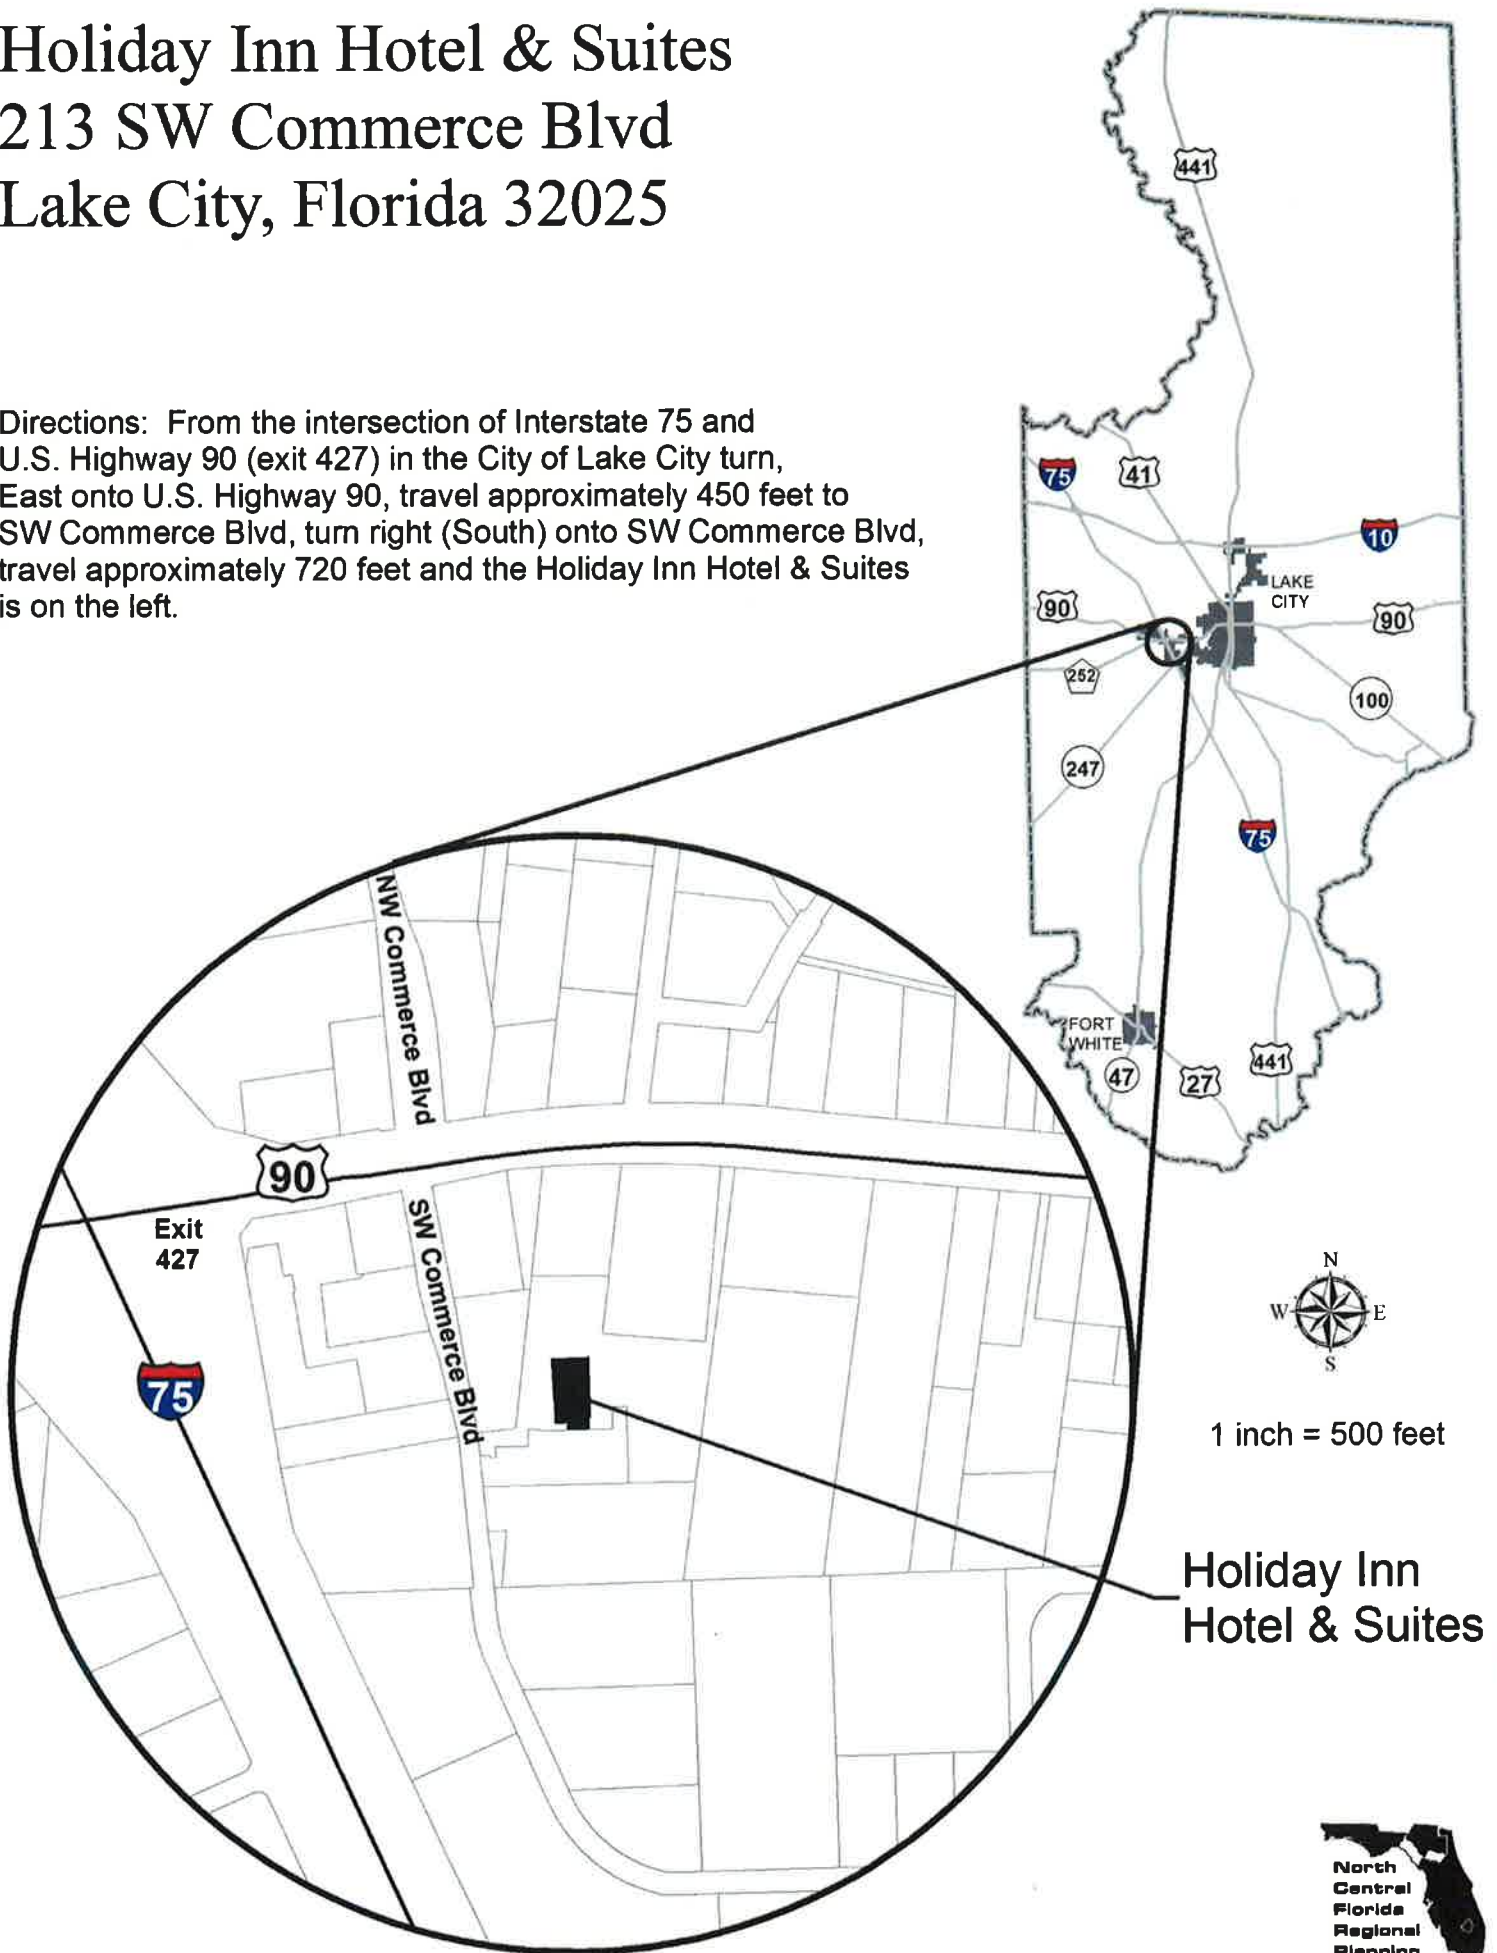 Holiday Inn Hotel & Suites
213 SW Commerce Blvd
Lake City, Florida 32025
Directions: From the intersection of Interstate 75 and
U.S. Highway 90 (exit 427) in the City of Lake City turn,
East onto U.S. Highway 90, travel approximately 450 feet to
SW Commerce Blvd, turn right (South) onto SW Commerce Blvd,
travel approximately 720 feet and the Holiday Inn Hotel & Suites
is on the left.
441
75
41
10
LAKE
CITY
90
90
252
100
247
75
FORT
WHITE
47
27
441
NW Commerce Blvd
90
Exit
427
SW Commerce Blvd
75
N
W
E
S
1 inch = 500 feet
Holiday Inn
Hotel & Suites
North
Central
Florida
Regional
Planning